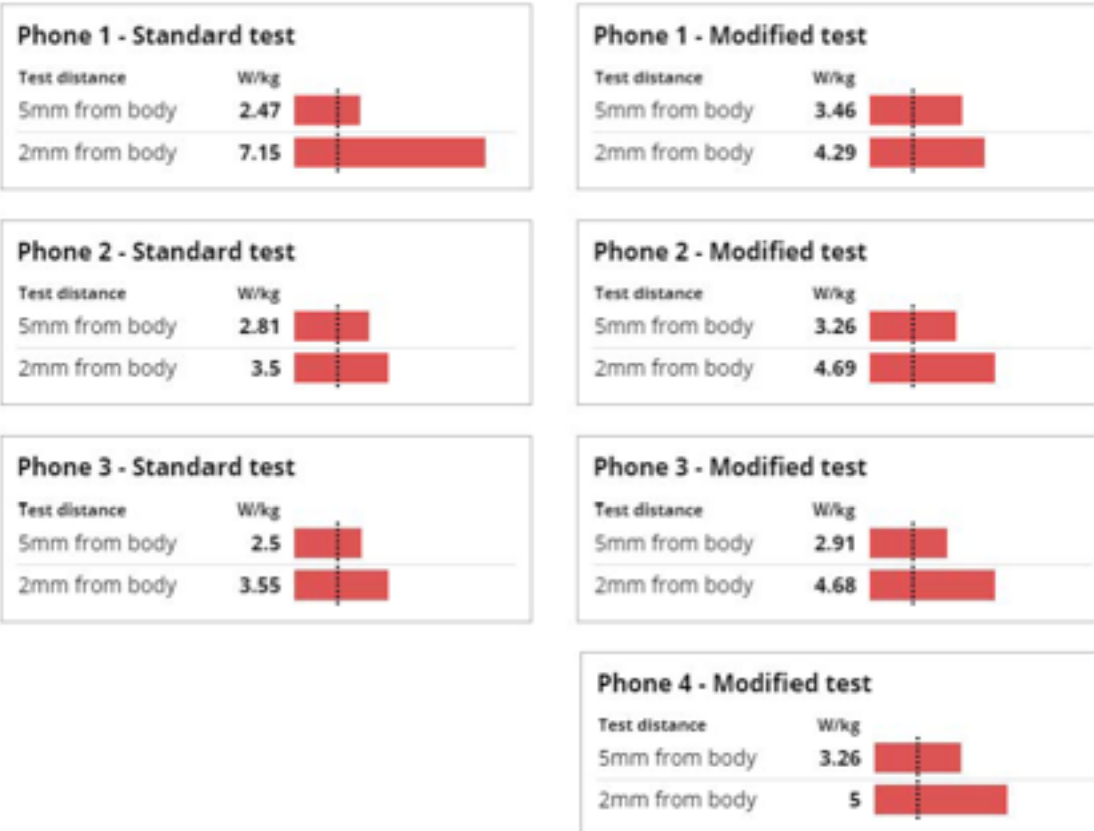 Phone 1 - Standard test
Test distance W/kg
5mm from body 2.47
2mm from body 7.15
Phone 1 - Modified test
Test distance W/kg
5mm from body 3.46
2mm from body 4.29
Phone 2 - Standard test
Test distance W/kg
5mm from body 2.81
2mm from body 3.5
Phone 2 - Modified test
Test distance W/kg
5mm from body 3.26
2mm from body 4.69
Phone 3 - Standard test
Test distance W/kg
5mm from body 2.5
2mm from body 3.55
Phone 3 - Modified test
Test distance W/kg
5mm from body 2.91
2mm from body 4.68
Phone 4 - Modified test
Test distance W/kg
5mm from body 3.26
2mm from body 5